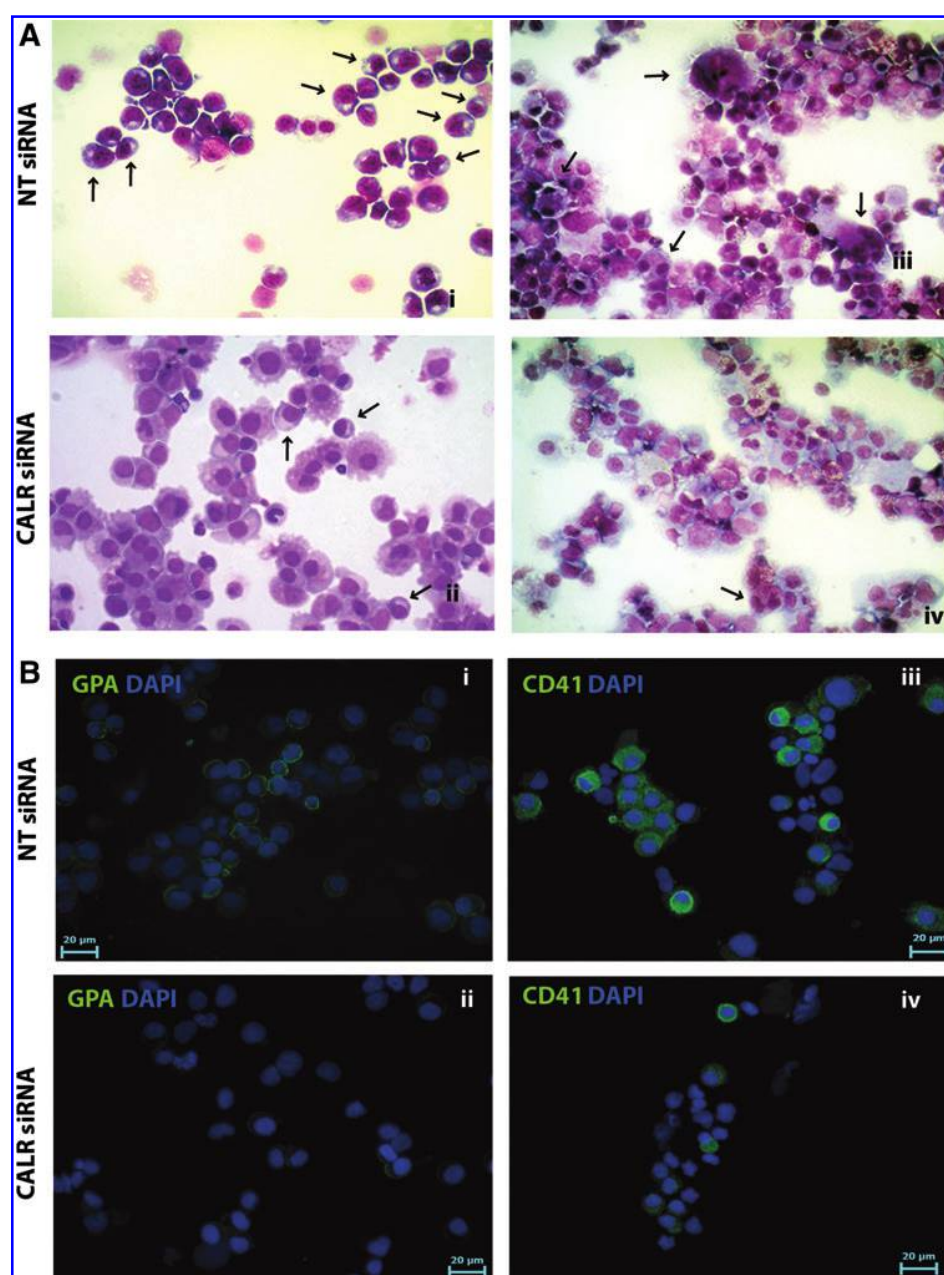 A
NT siRNA
i
iii
CALR siRNA
ii
iv
B
NT siRNA
GPA DAPI
i
20 µm
CD41 DAPI
iii
20 µm
CALR siRNA
GPA DAPI
ii
20 µm
CD41 DAPI
iv
20 µm